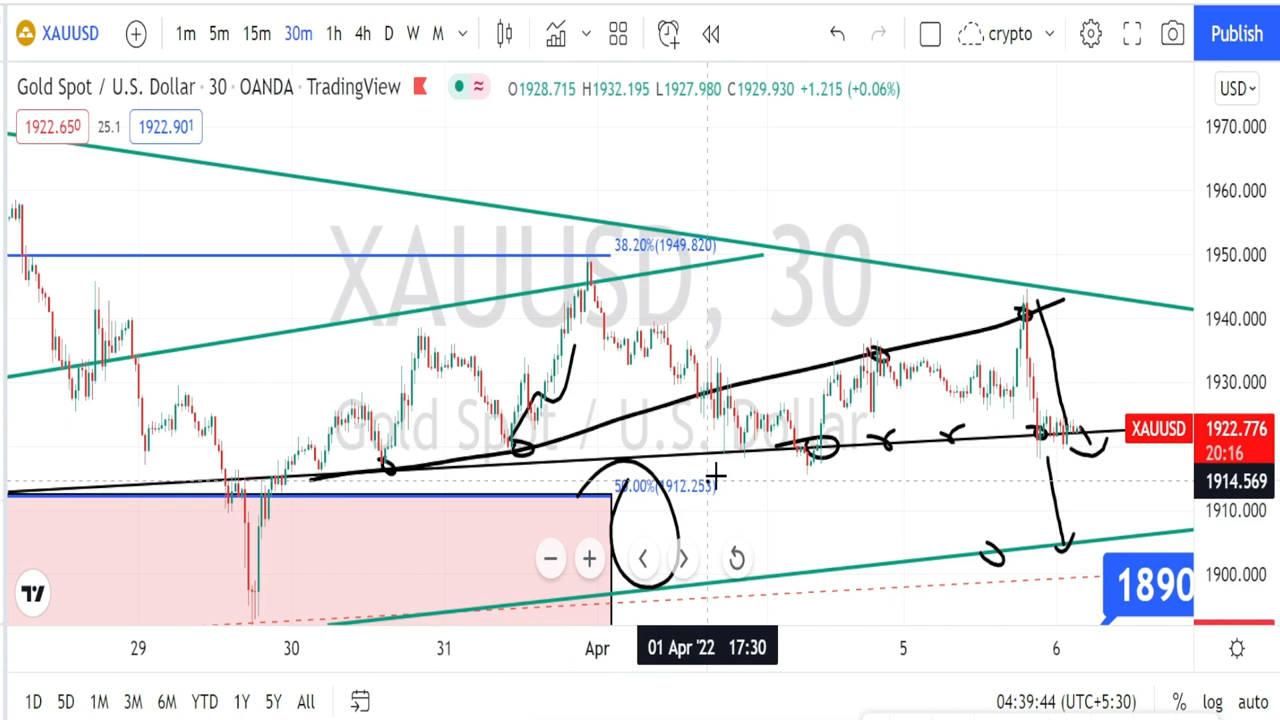 XAUUSD 1m 5m 15m 30m 1h 4h D W M crypto Publish
Gold Spot / U.S. Dollar · 30 · OANDA · TradingView O1928.715 H1932.195 L1927.980 C1929.930 +1.215 (+0.06%) USD
1922.650 25.1 1922.901
1970.000
1960.000
38.20%(1949.820)
1950.000
XAUUSD, 30
1940.000
1930.000
Gold Spot / U.S. Dollar
XAUUSD 1922.776
20:16
50.00%(1912.253) 1914.569
1910.000
1900.000
1890
29 30 31 Apr 01 Apr '22 17:30 5 6
1D 5D 1M 3M 6M YTD 1Y 5Y All 04:39:44 (UTC+5:30) % log auto